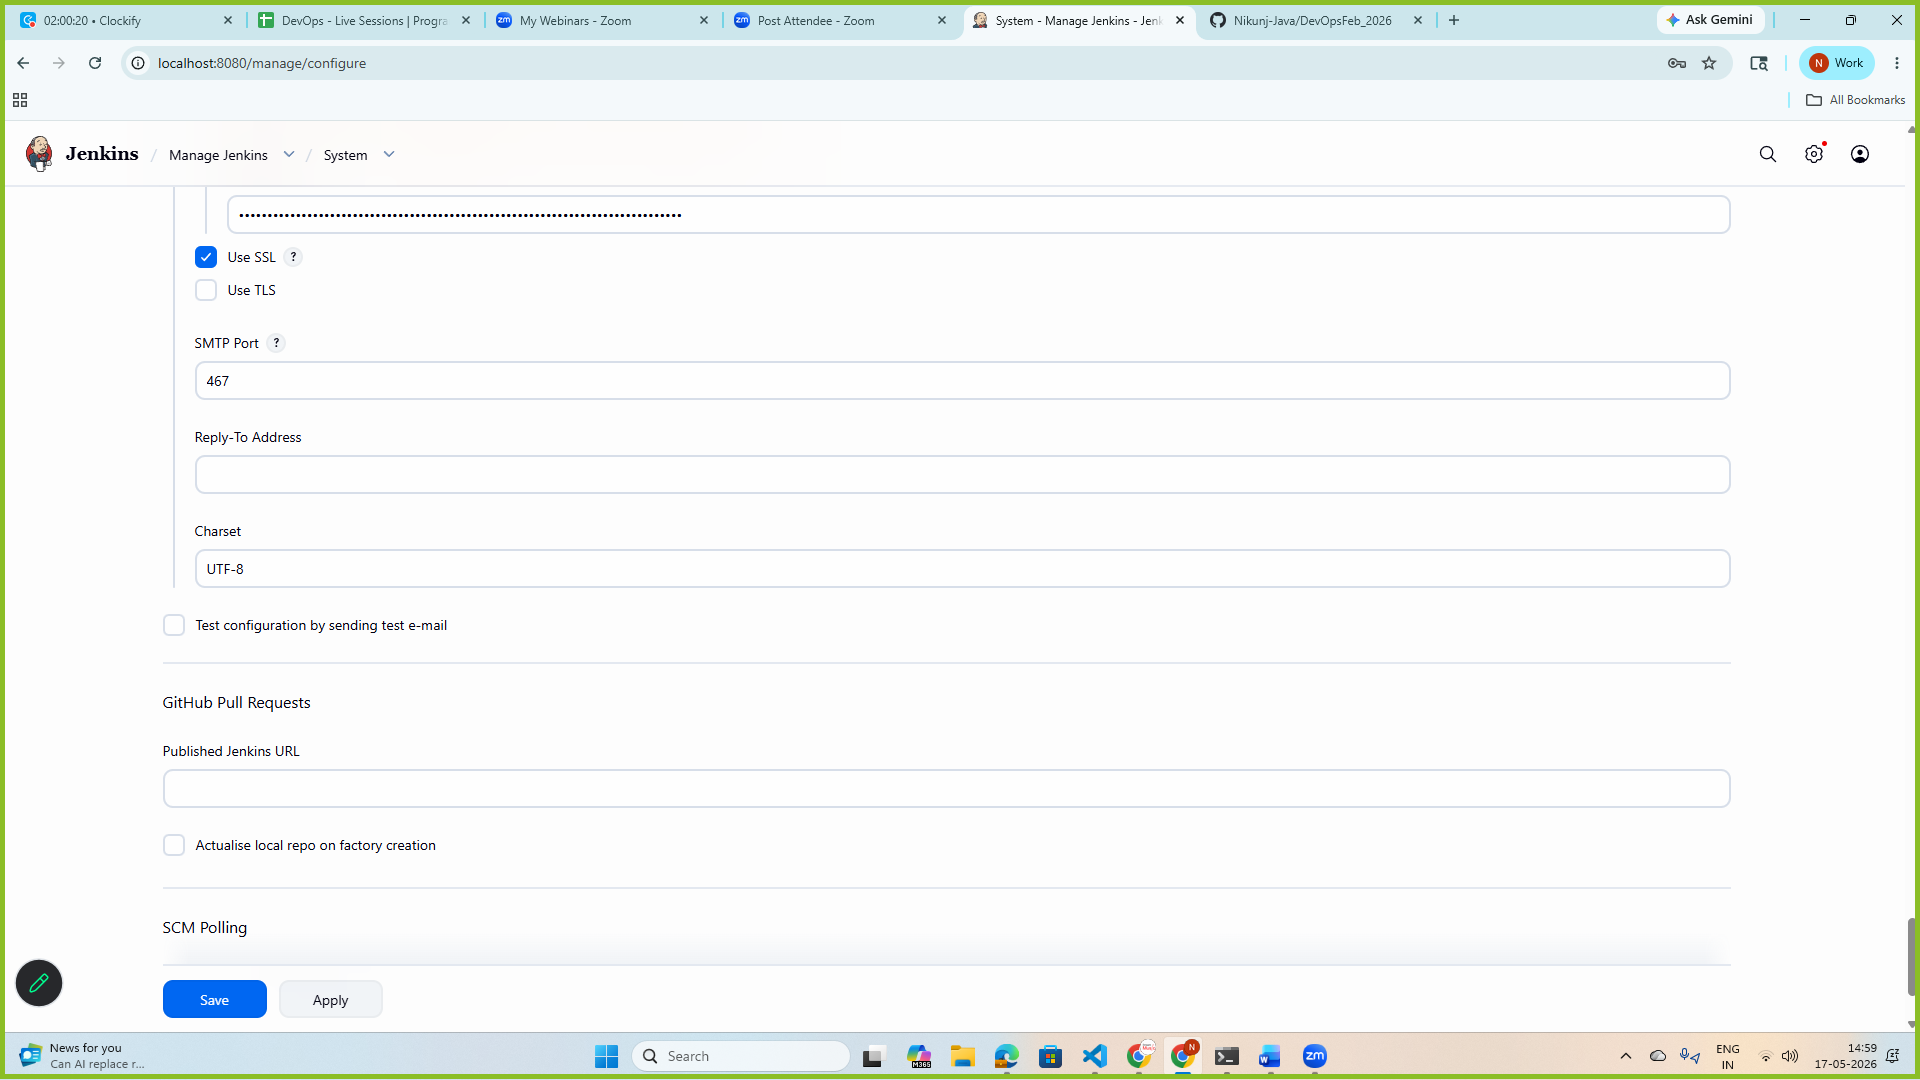 02:00:20 • Clockify
DevOps - Live Sessions | Progra
My Webinars - Zoom
Post Attendee - Zoom
System - Manage Jenkins - Jenk
Nikunj-Java/DevOpsFeb_2026
Ask Gemini
localhost:8080/manage/configure
N Work
All Bookmarks
Jenkins / Manage Jenkins / System
Use SSL ?
Use TLS
SMTP Port ?
467
Reply-To Address
Charset
UTF-8
Test configuration by sending test e-mail
GitHub Pull Requests
Published Jenkins URL
Actualise local repo on factory creation
SCM Polling
Save
Apply
News for you
Can AI replace r...
Search
M365
zm
ENG
IN
14:59
17-05-2026